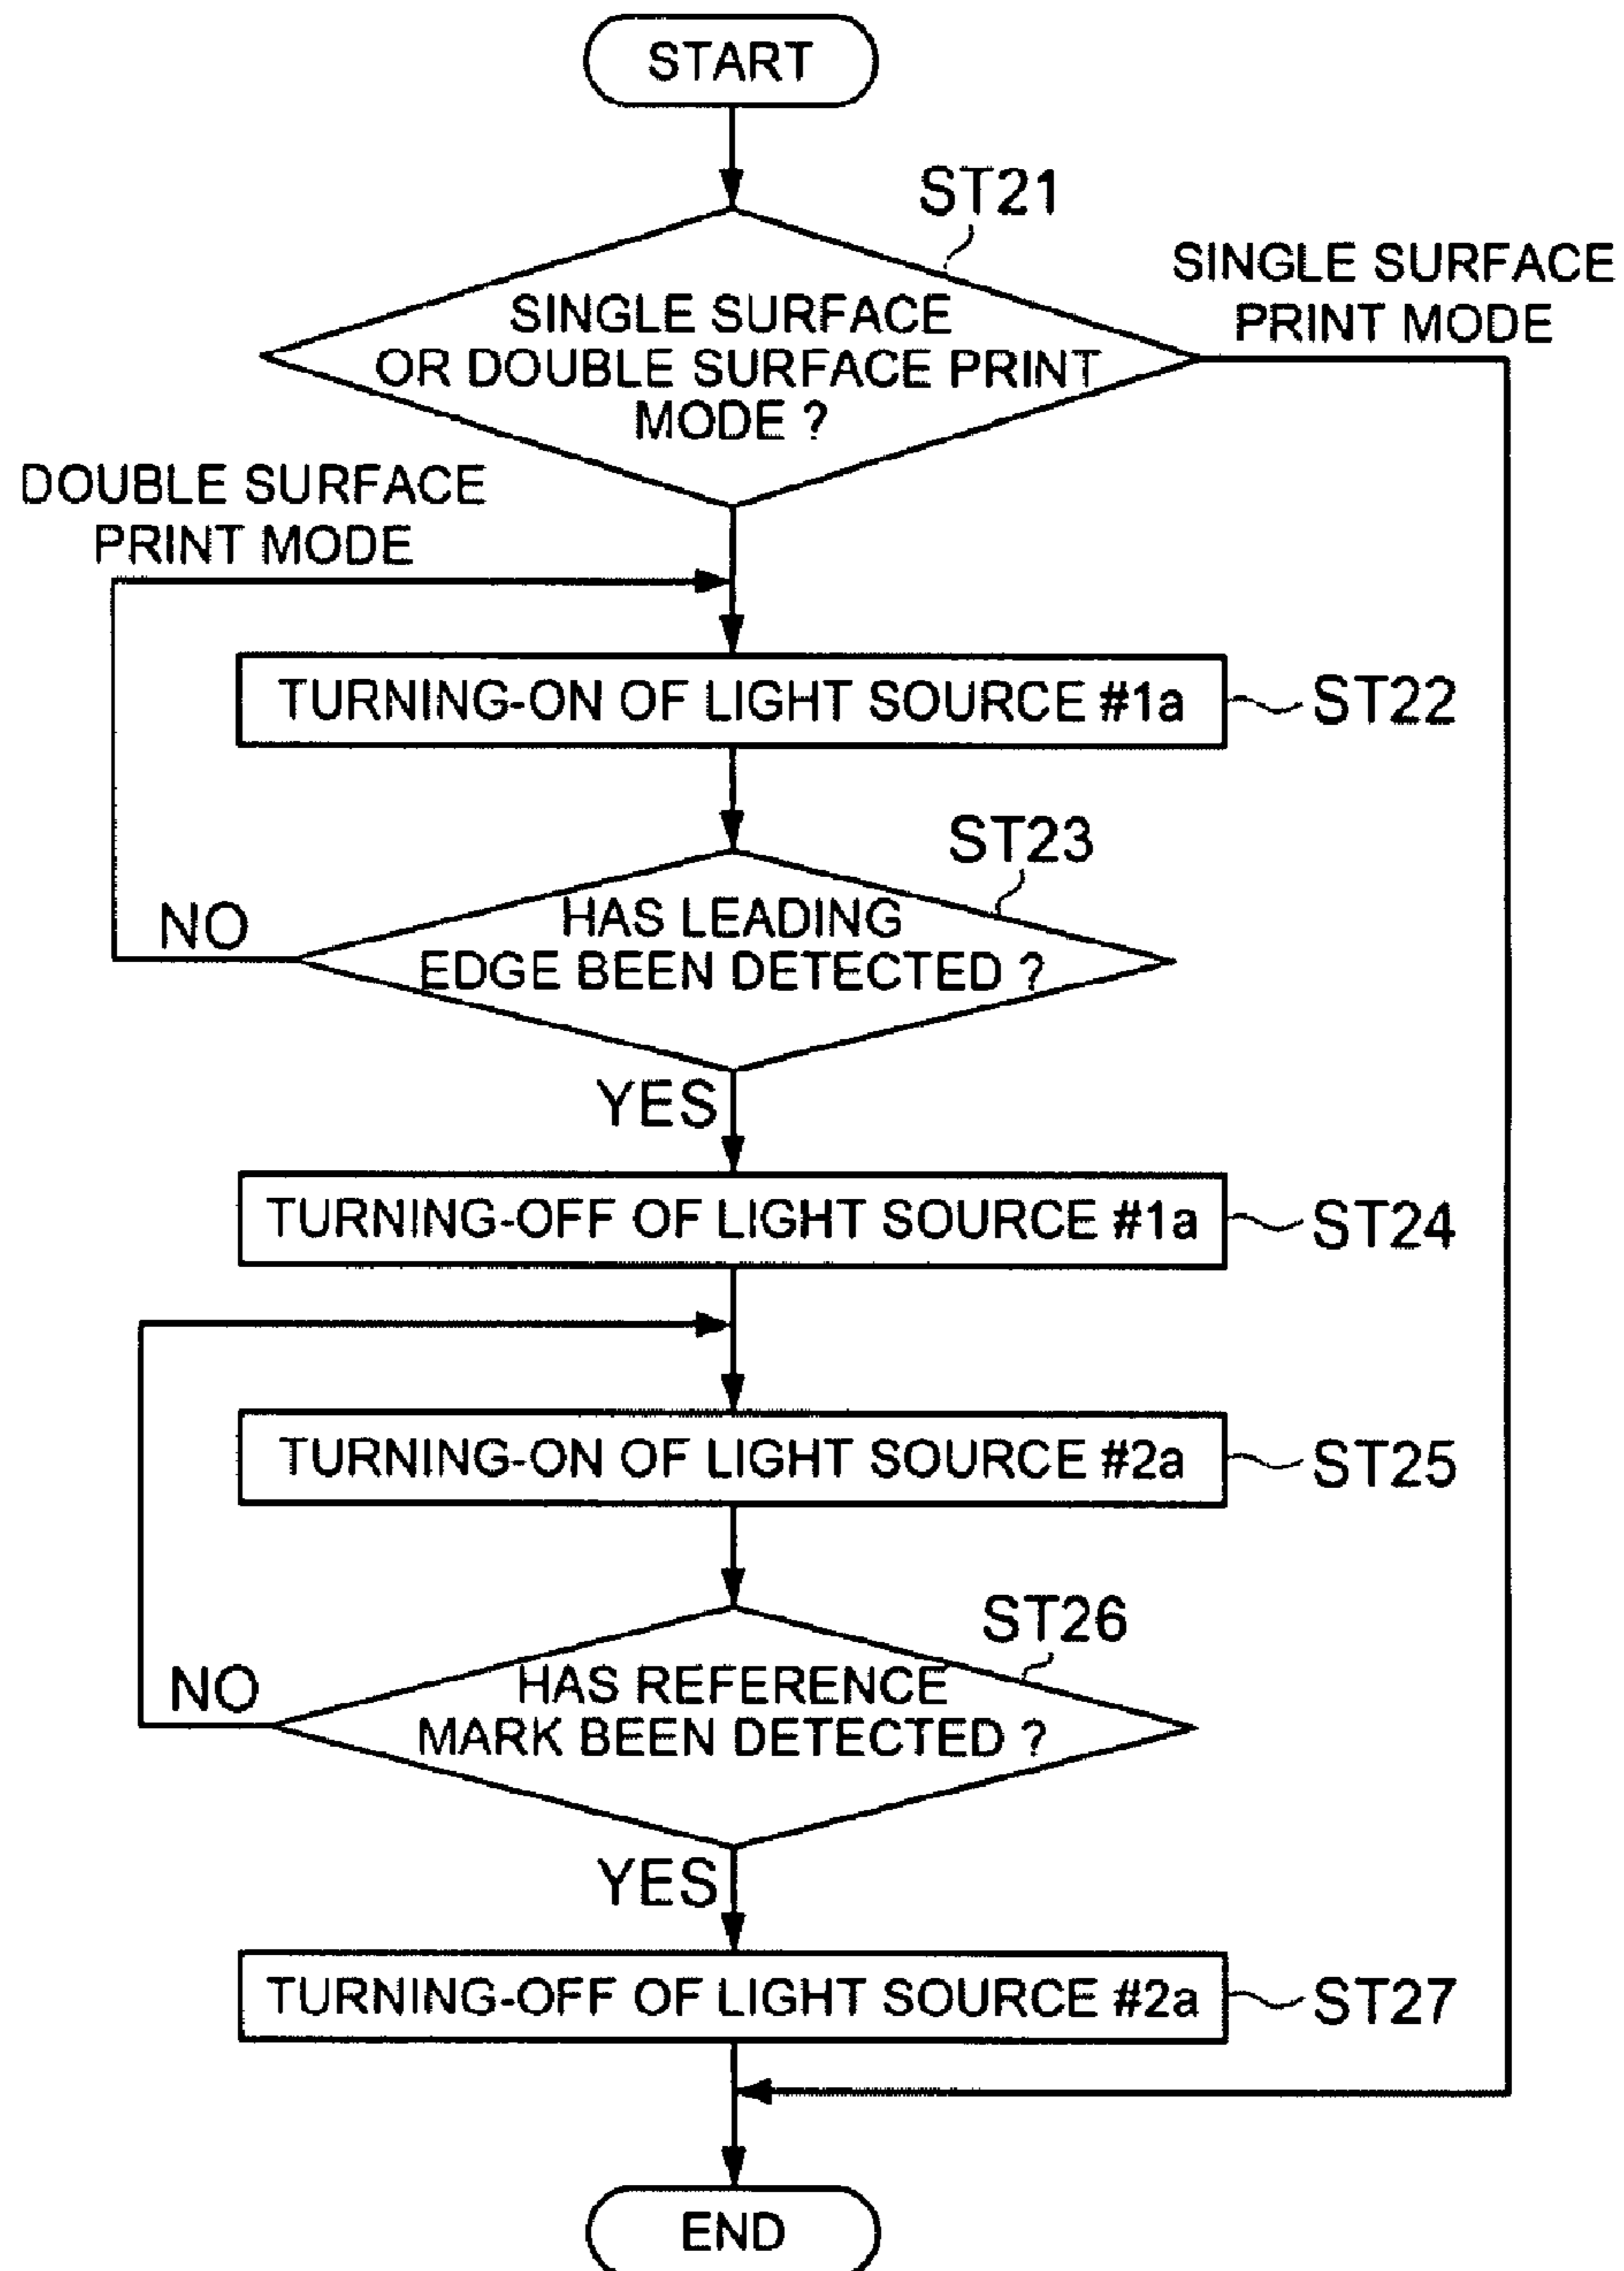 START
ST21
SINGLE SURFACE
PRINT MODE
SINGLE SURFACE
OR DOUBLE SURFACE PRINT
MODE ?
DOUBLE SURFACE
PRINT MODE
TURNING-ON OF LIGHT SOURCE #1a
ST22
ST23
HAS LEADING
EDGE BEEN DETECTED ?
NO
YES
TURNING-OFF OF LIGHT SOURCE #1a
ST24
TURNING-ON OF LIGHT SOURCE #2a
ST25
ST26
HAS REFERENCE
MARK BEEN DETECTED ?
NO
YES
TURNING-OFF OF LIGHT SOURCE #2a
ST27
END